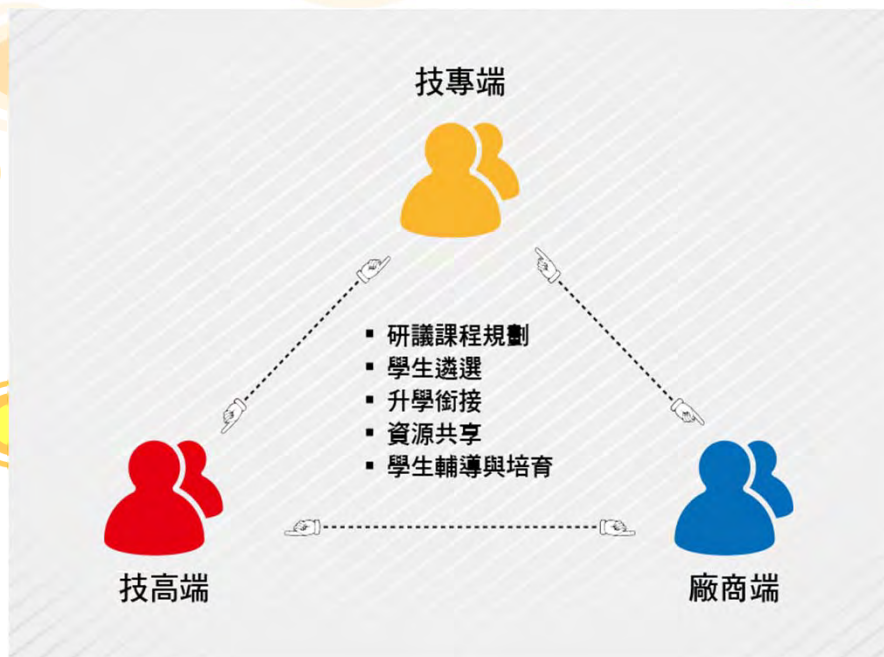 技專端
▪ 研議課程規劃
▪ 學生遴選
▪ 升學銜接
▪ 資源共享
▪ 學生輔導與培育
技高端
廠商端